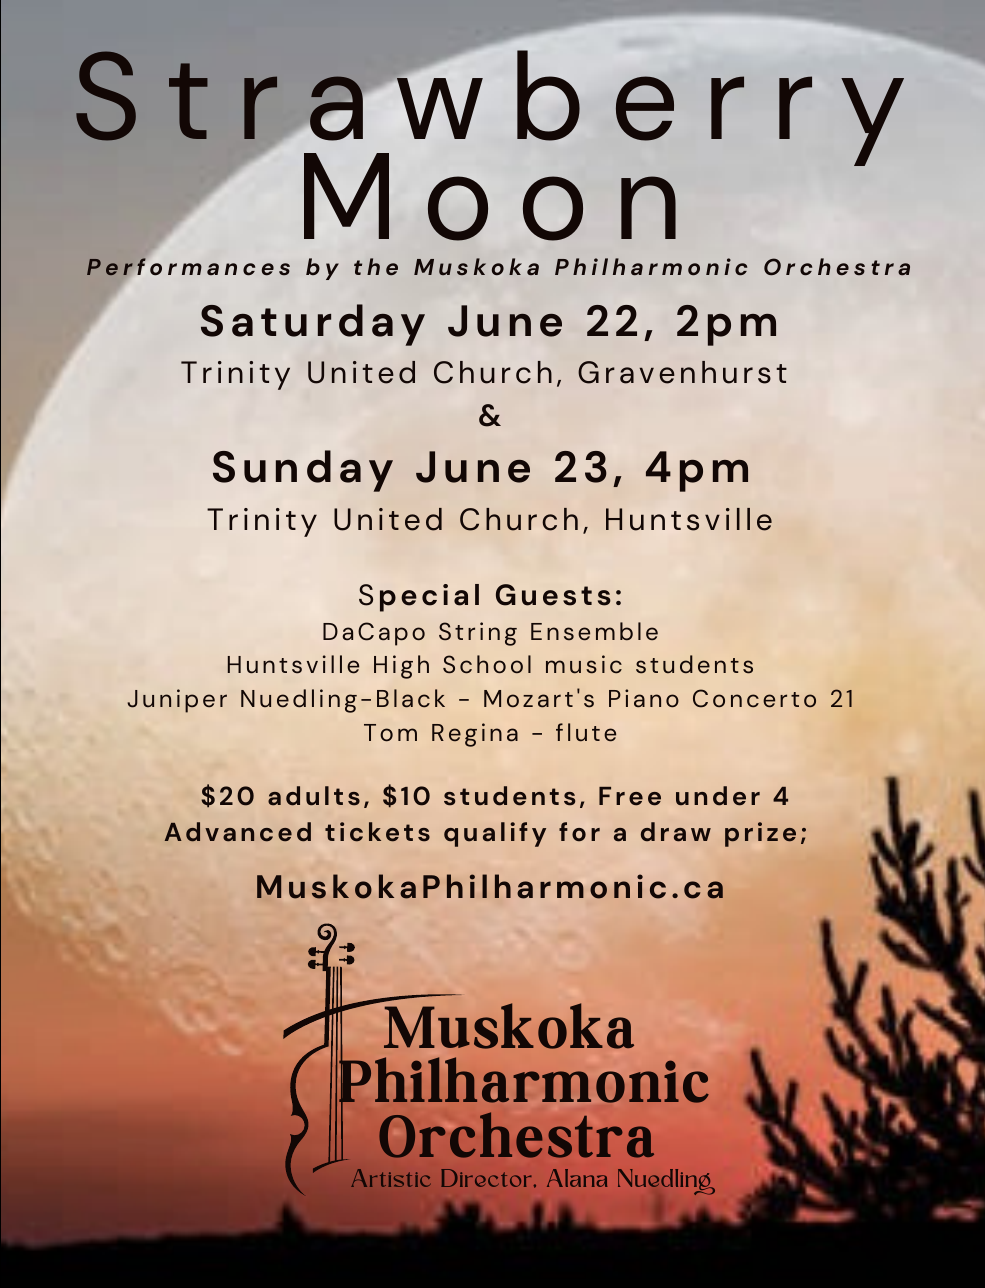 Strawberry
Moon
Performances by the Muskoka Philharmonic Orchestra
Saturday June 22, 2pm
Trinity United Church, Gravenhurst
&
Sunday June 23, 4pm
Trinity United Church, Huntsville
Special Guests:
DaCapo String Ensemble
Huntsville High School music students
Juniper Nuedling-Black - Mozart's Piano Concerto 21
Tom Regina - flute
$20 adults, $10 students, Free under 4
Advanced tickets qualify for a draw prize;
MuskokaPhilharmonic.ca
Muskoka
Philharmonic
Orchestra
Artistic Director, Alana Nuedling